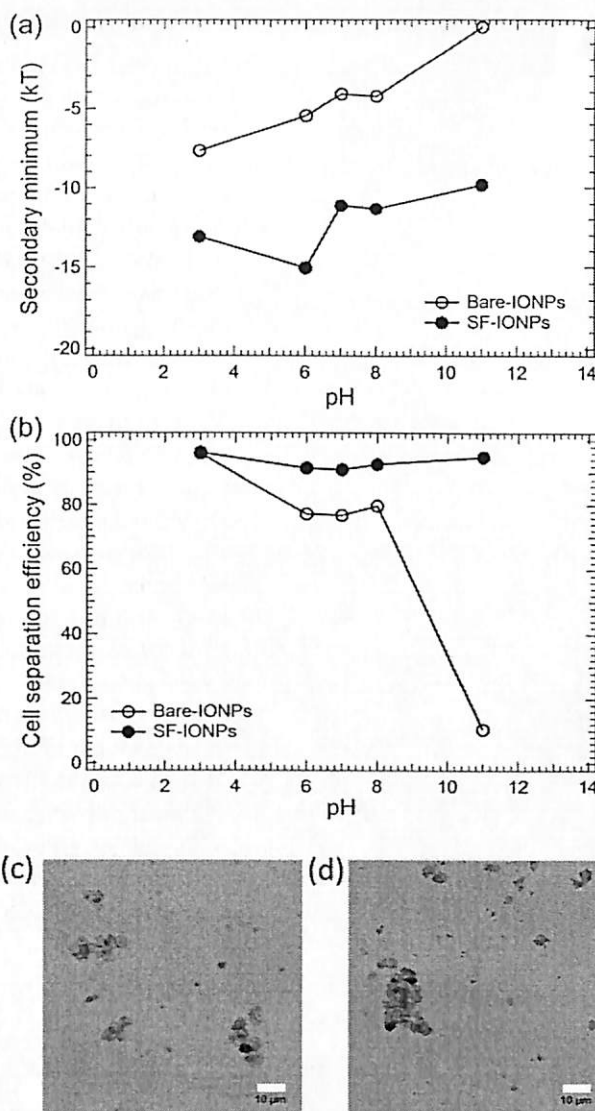 (a)
Secondary minimum (kT)
0
-5
-10
-15
-20
Bare-IONPs
SF-IONPs
0 2 4 6 8 10 12 14
pH
(b)
Cell separation efficiency (%)
100
80
60
40
20
0
Bare-IONPs
SF-IONPs
0 2 4 6 8 10 12 14
pH
(c)
10 µm
(d)
10 µm